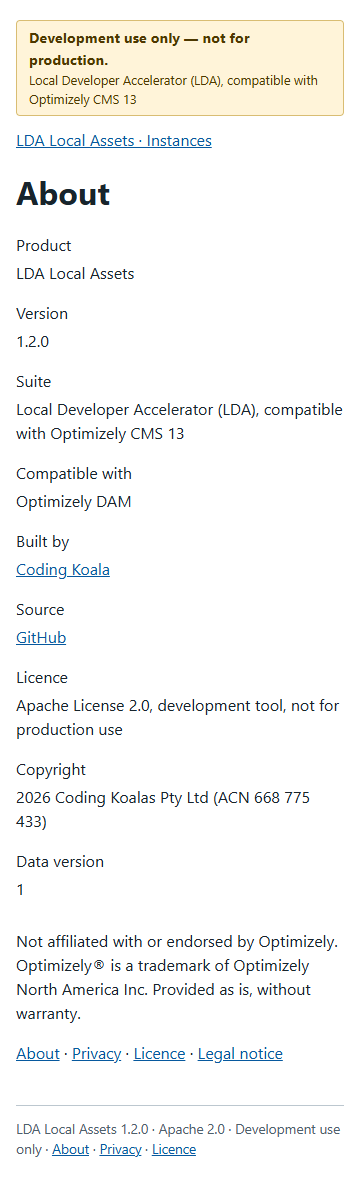 Development use only — not for
production.
Local Developer Accelerator (LDA), compatible with
Optimizely CMS 13
LDA Local Assets · Instances
About
Product
LDA Local Assets
Version
1.2.0
Suite
Local Developer Accelerator (LDA), compatible
with Optimizely CMS 13
Compatible with
Optimizely DAM
Built by
Coding Koala
Source
GitHub
Licence
Apache License 2.0, development tool, not for
production use
Copyright
2026 Coding Koalas Pty Ltd (ACN 668 775
433)
Data version
1
Not affiliated with or endorsed by Optimizely.
Optimizely® is a trademark of Optimizely
North America Inc. Provided as is, without
warranty.
About · Privacy · Licence · Legal notice
LDA Local Assets 1.2.0 · Apache 2.0 · Development use
only · About · Privacy · Licence